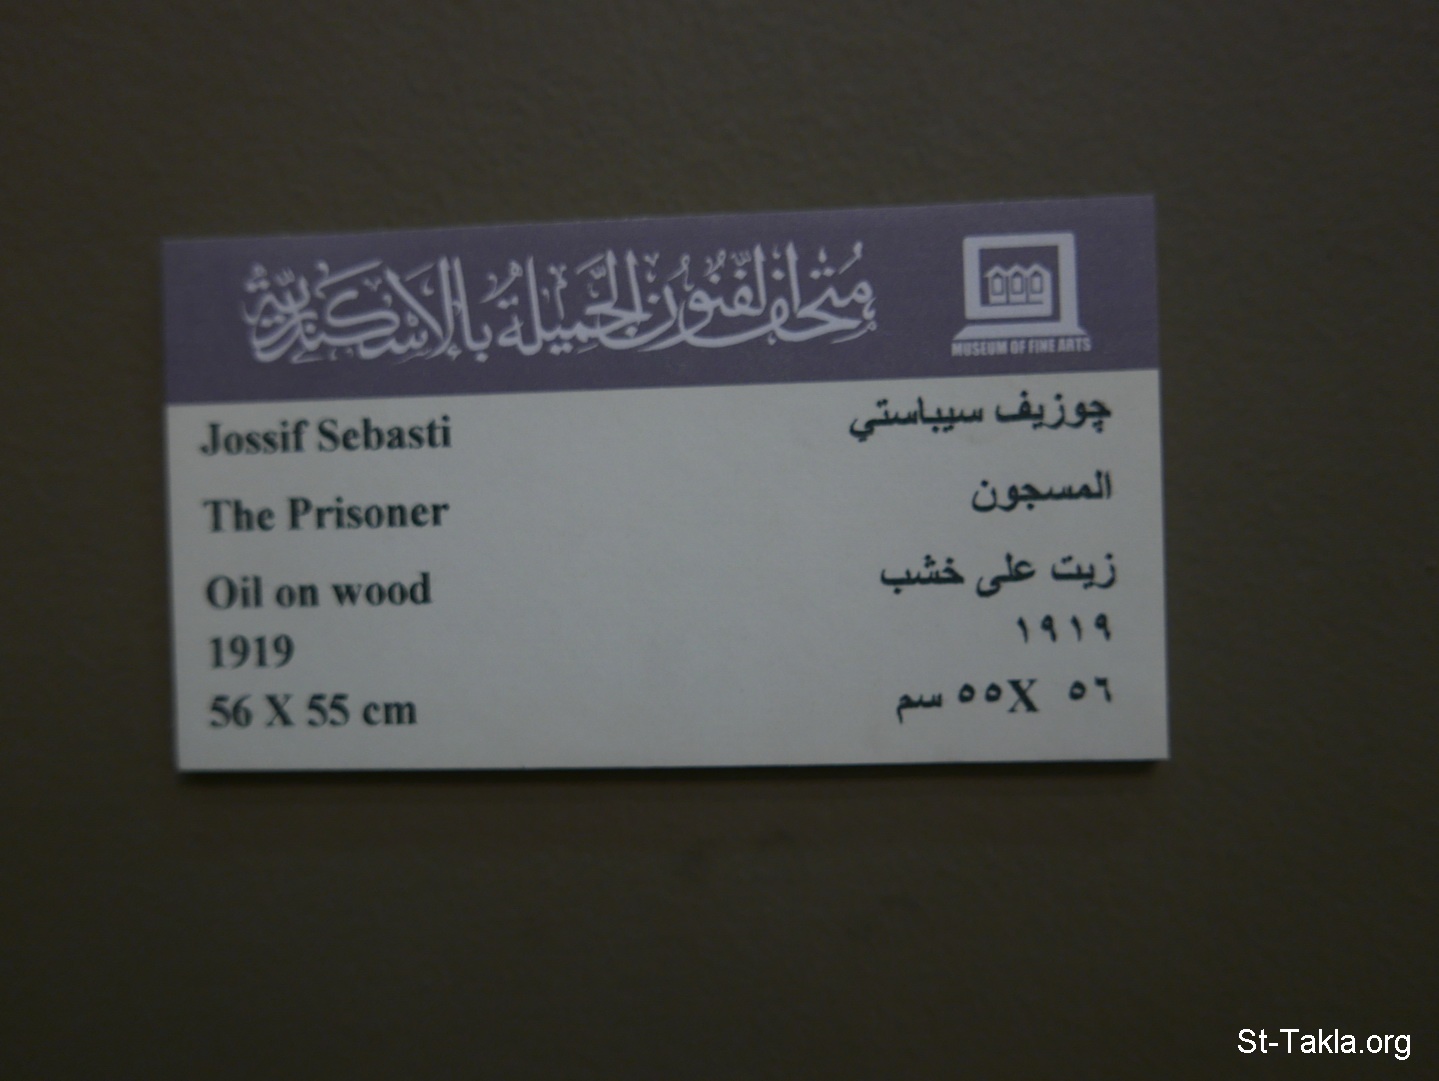 متحف الفنون الجميلة بالاسكندرية
MUSEUM OF FINE ARTS
Jossif Sebasti
چوزيف سيباستي
The Prisoner
المسجون
Oil on wood
زيت على خشب
1919
١٩١٩
56 X 55 cm
٥٦ X٥٥ سم
St-Takla.org